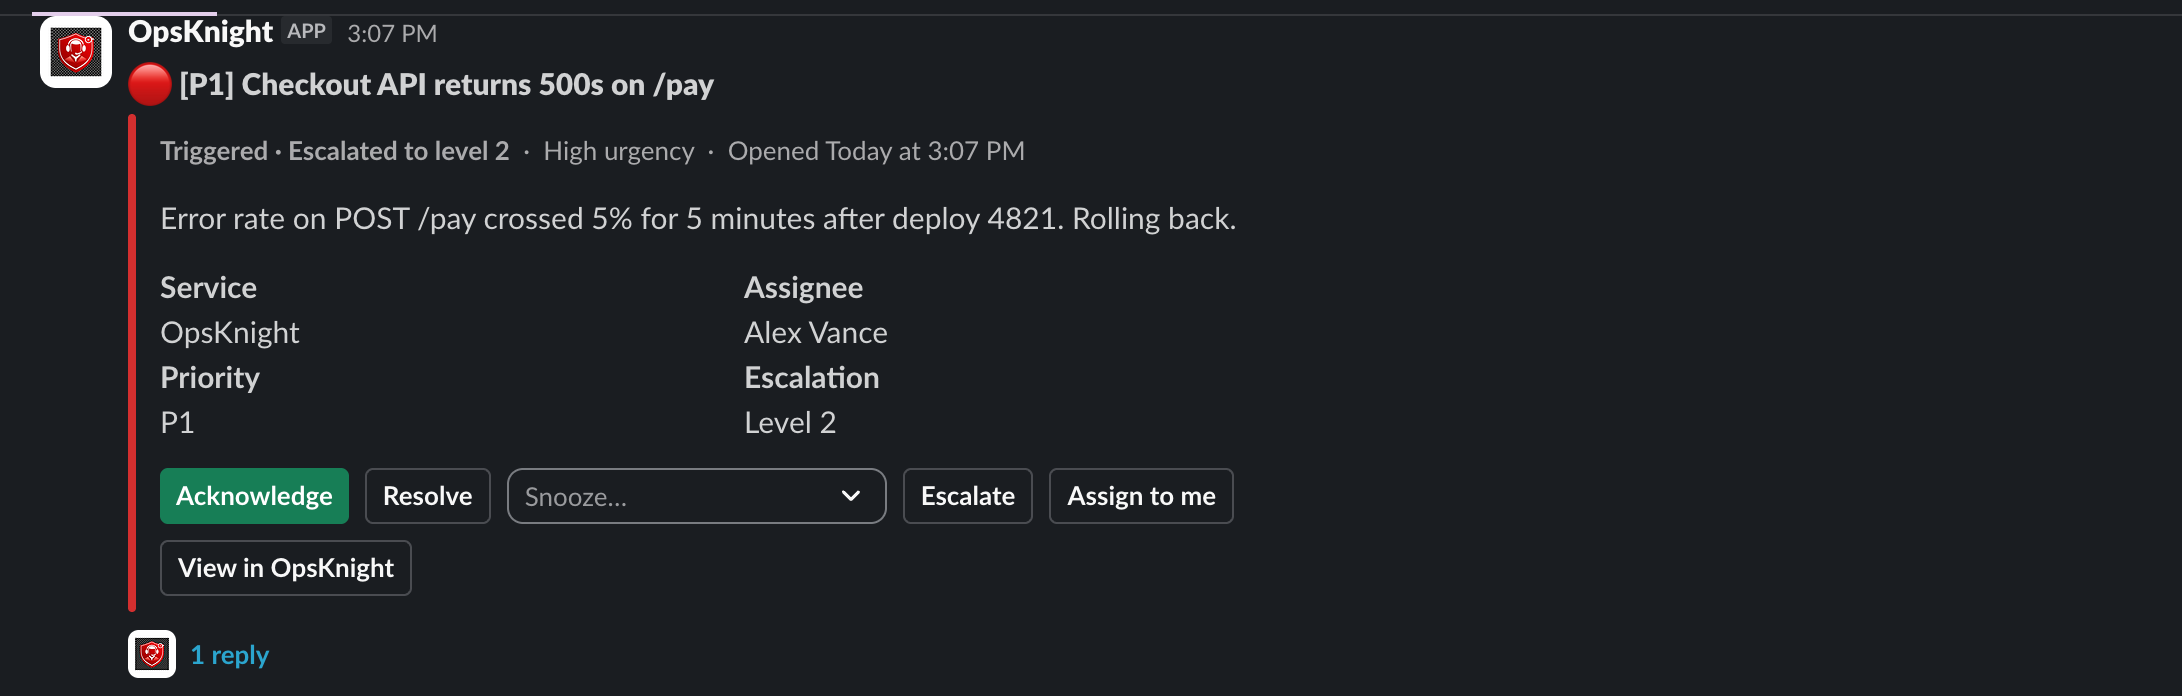 OpsKnight APP 3:07 PM
[P1] Checkout API returns 500s on /pay
Triggered · Escalated to level 2 · High urgency · Opened Today at 3:07 PM
Error rate on POST /pay crossed 5% for 5 minutes after deploy 4821. Rolling back.
Service Assignee
OpsKnight Alex Vance
Priority Escalation
P1 Level 2
Acknowledge Resolve Snooze... Escalate Assign to me
View in OpsKnight
1 reply